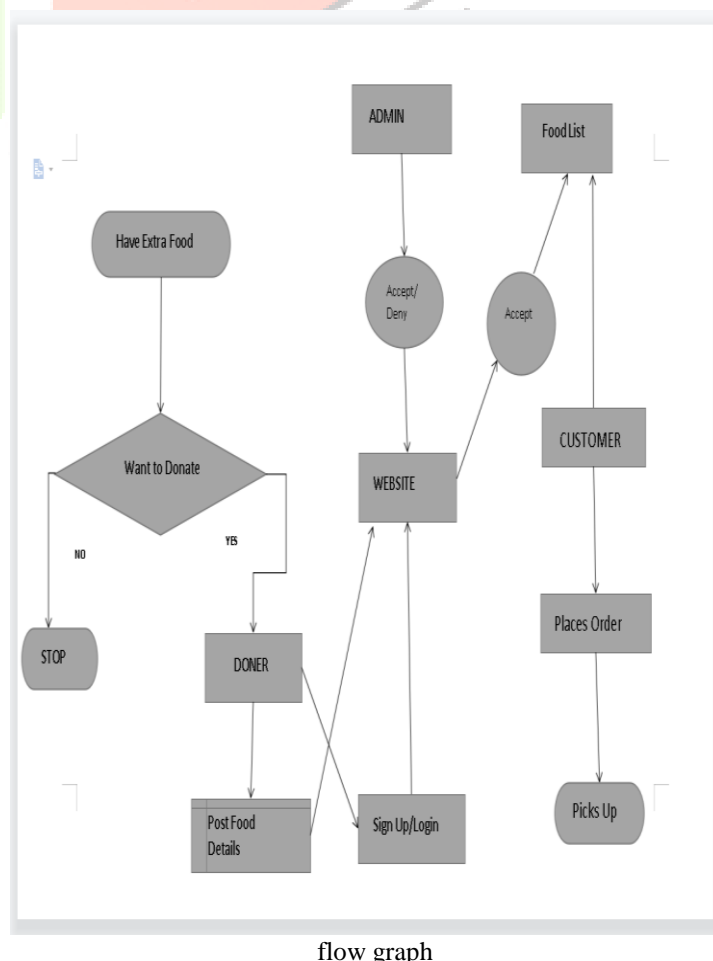 ADMIN
Food List
Have Extra Food
Accept/
Deny
Accept
CUSTOMER
Want to Donate
WEBSITE
YES
NO
Places Order
STOP
DONER
Picks Up
Post Food
Details
Sign Up/Login
flow graph